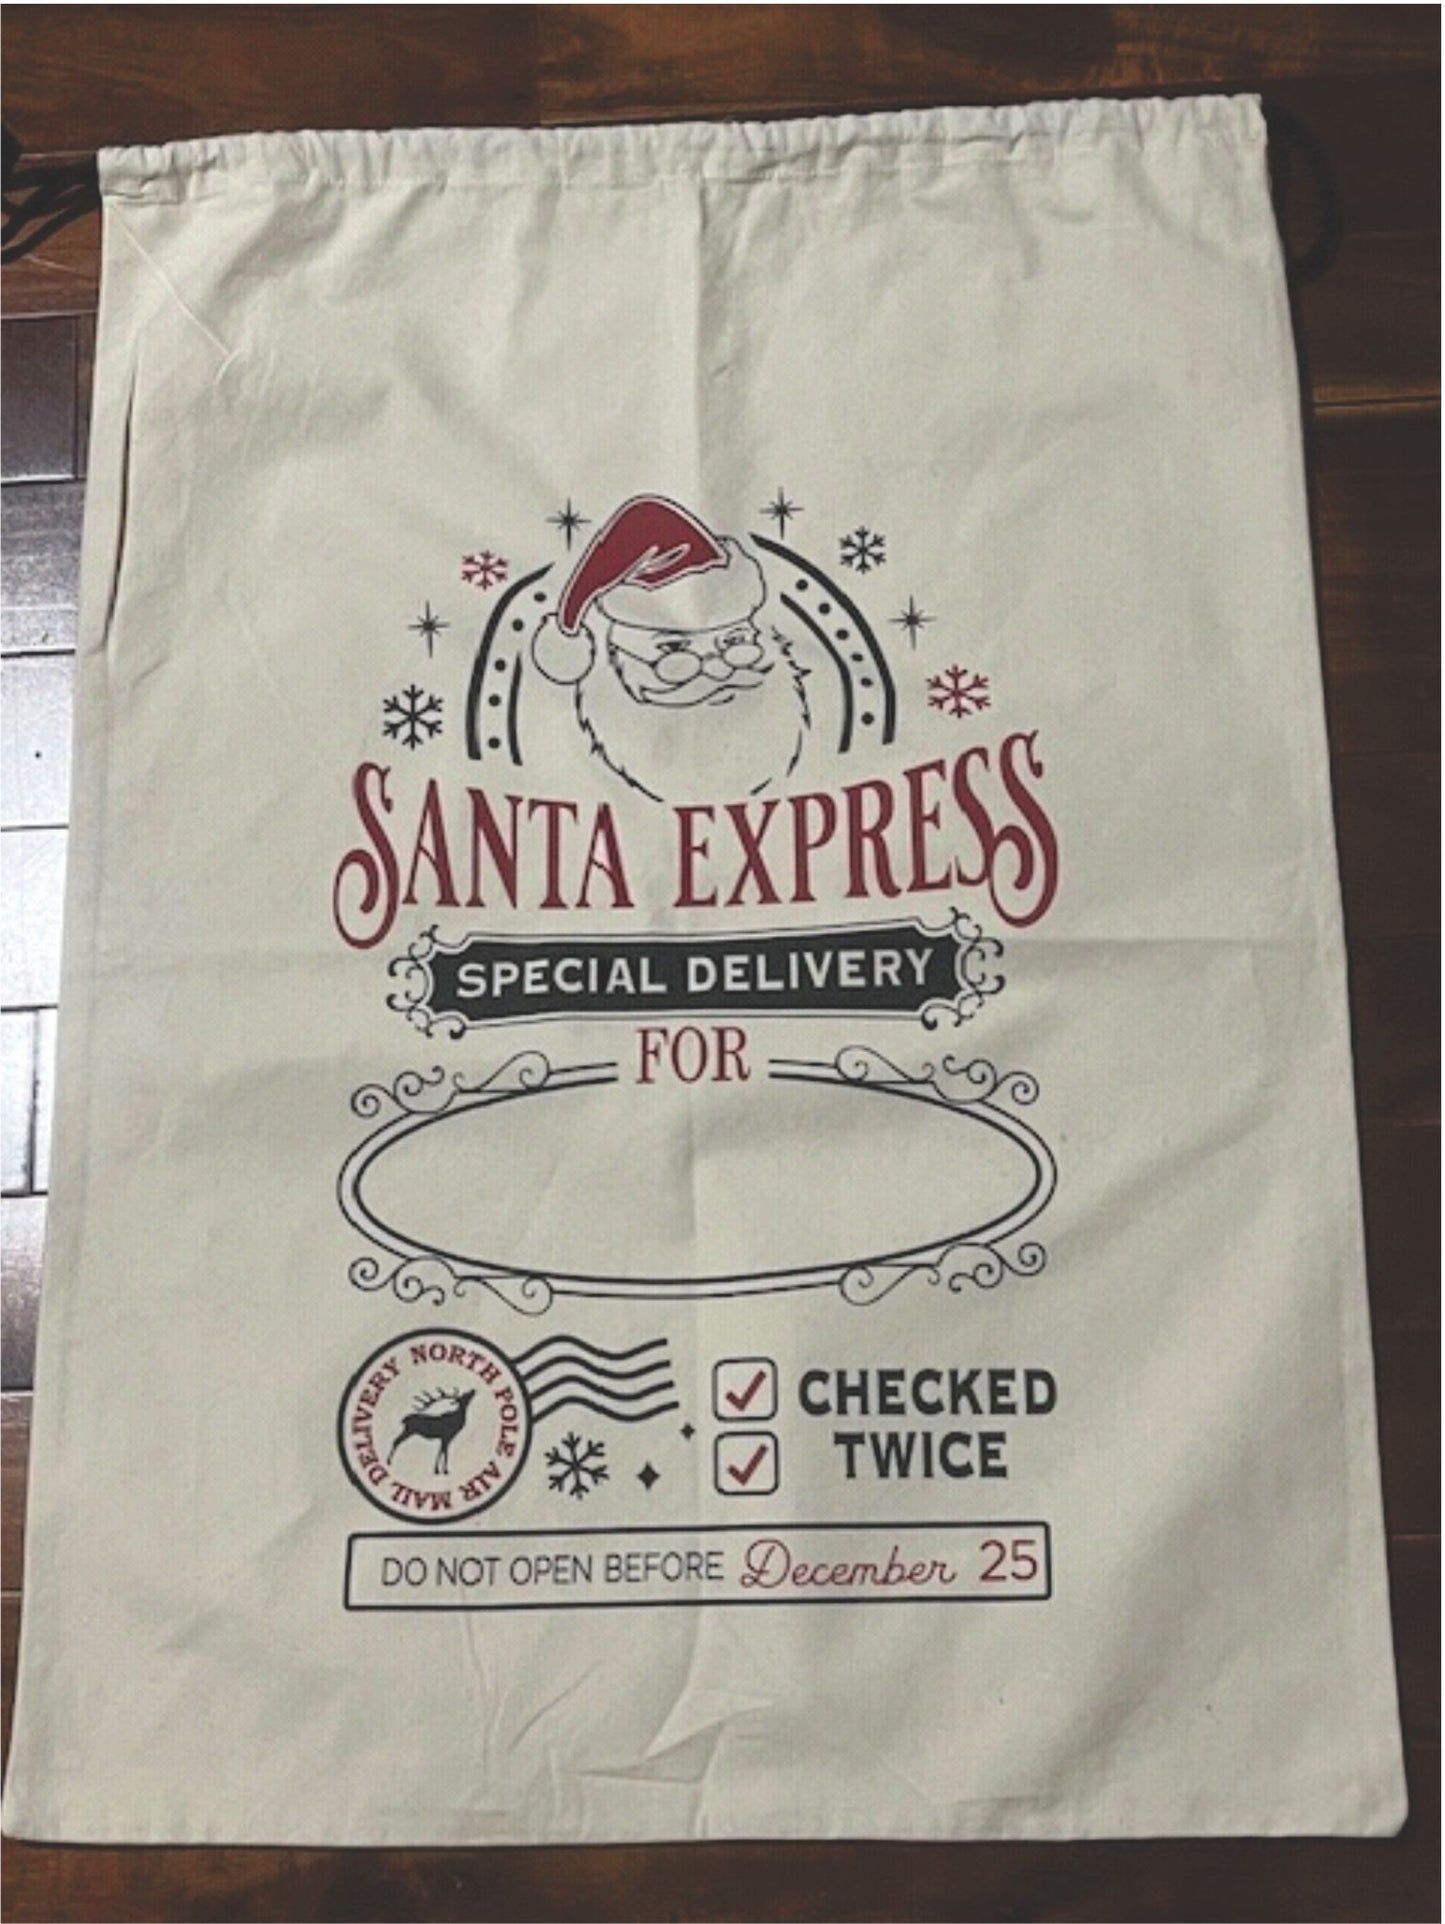 SANTA EXPRESS
SPECIAL DELIVERY
FOR
NORTH POLE AIR MAIL DELIVERY
CHECKED
TWICE
DO NOT OPEN BEFORE December 25